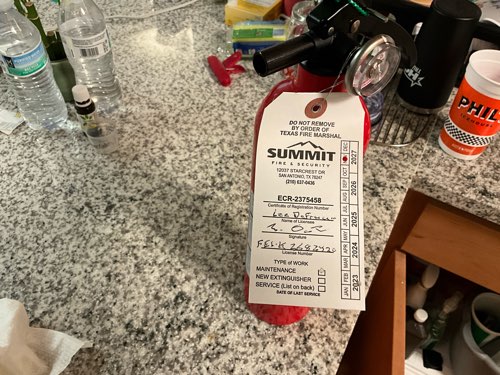 DO NOT REMOVE
BY ORDER OF
TEXAS FIRE MARSHAL
SUMMIT
FIRE & SECURITY
12037 STARCREST DR
SAN ANTONIO, TX 78247
(210) 637-0436
ECR-2375458
Certificate of Registration Number
Name of Licensee
Signature
License Number
TYPE OF WORK
MAINTENANCE
NEW EXTINGUISHER
SERVICE (List on back)
DATE OF LAST SERVICE
JAN FEB MAR APR MAY JUN JUL AUG SEP OCT DEC
2023 2024 2025 2026 2027
PHIL